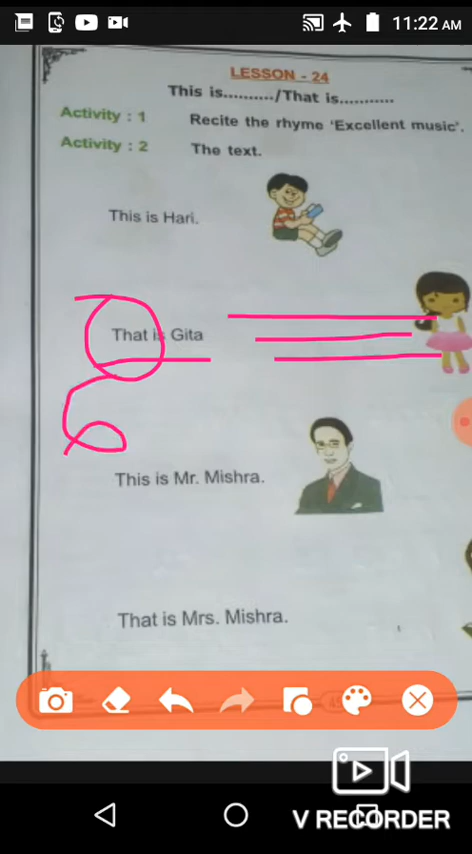 11:22 AM
LESSON - 24
This is........../That is...........
Activity : 1 Recite the rhyme 'Excellent music'.
Activity : 2 The text.
This is Hari.
That is Gita
This is Mr. Mishra.
That is Mrs. Mishra.
V RECORDER